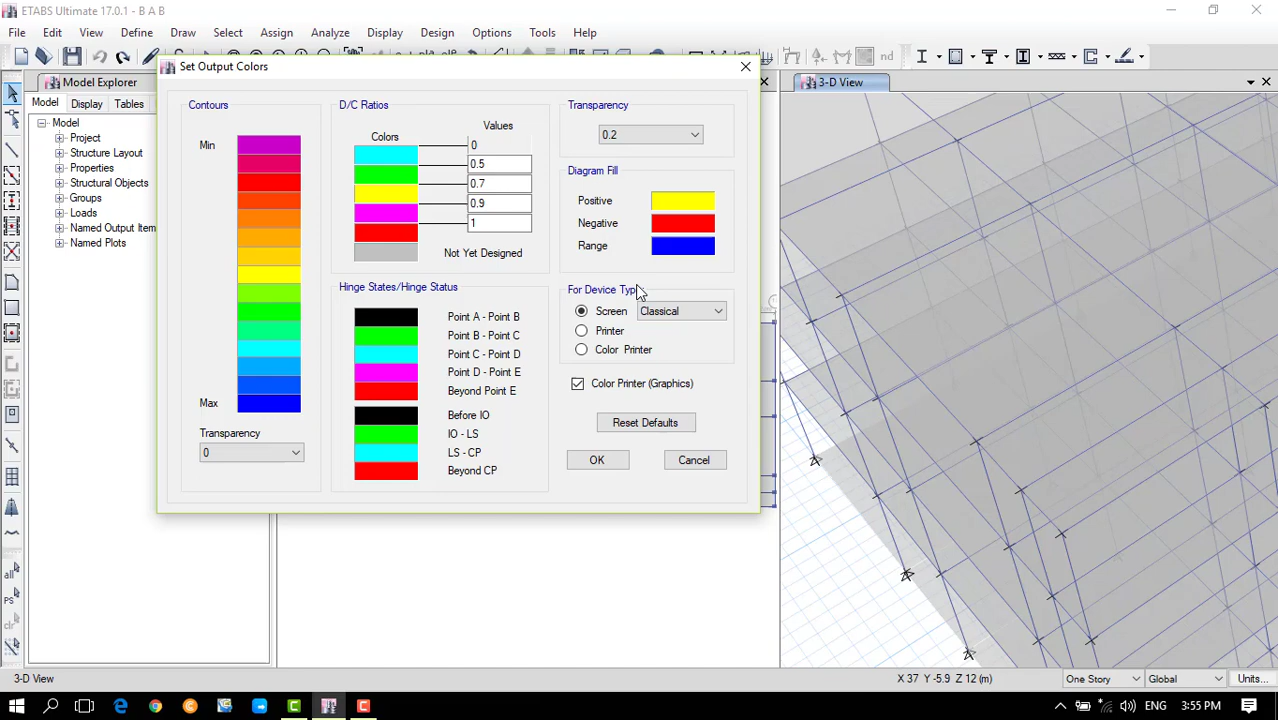 ETABS Ultimate 17.0.1 - B A B
File Edit View Define Draw Select Assign Analyze Display Design Options Tools Help
nd
Model Explorer
Model Display Tables
Model
Project
Structure Layout
Properties
Structural Objects
Groups
Loads
Named Output Item
Named Plots
Set Output Colors
Contours
Min
Max
Transparency
0
D/C Ratios
Colors
Values
0
0.5
0.7
0.9
1
Not Yet Designed
Hinge States/Hinge Status
Point A - Point B
Point B - Point C
Point C - Point D
Point D - Point E
Beyond Point E
Before IO
IO - LS
LS - CP
Beyond CP
Transparency
0.2
Diagram Fill
Positive
Negative
Range
For Device Typ
Screen Classical
Printer
Color Printer
Color Printer (Graphics)
Reset Defaults
OK Cancel
3-D View
all
PS
clr
3-D View
X 37 Y -5.9 Z 12 (m)
One Story Global Units...
ENG 3:55 PM